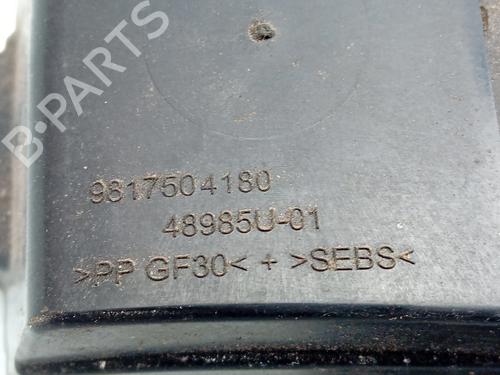 B-PARTS
9817504180
48985U-01
>PP GF30< + >SEBS<